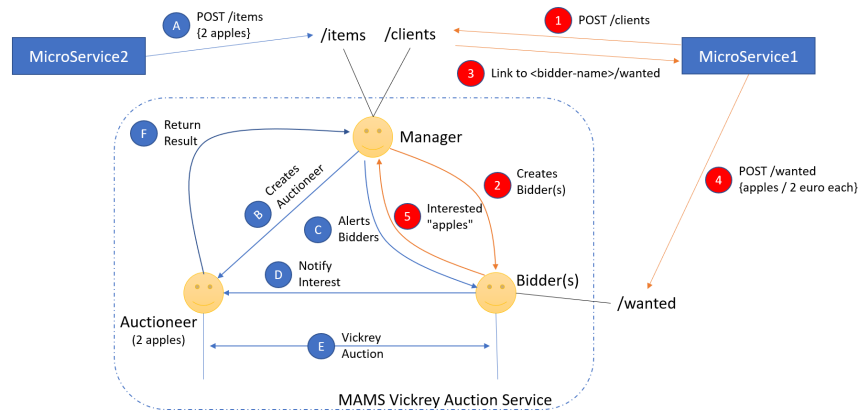 A
POST /items
{2 apples}
MicroService2
/items
/clients
1
POST /clients
MicroService1
3
Link to <bidder-name>/wanted
F
Return
Result
Manager
B
Creates
Auctioneer
2
Creates
Bidder(s)
4
POST /wanted
{apples / 2 euro each}
C
Alerts
Bidders
5
Interested
"apples"
D
Notify
Interest
Bidder(s)
/wanted
Auctioneer
(2 apples)
E
Vickrey
Auction
MAMS Vickrey Auction Service